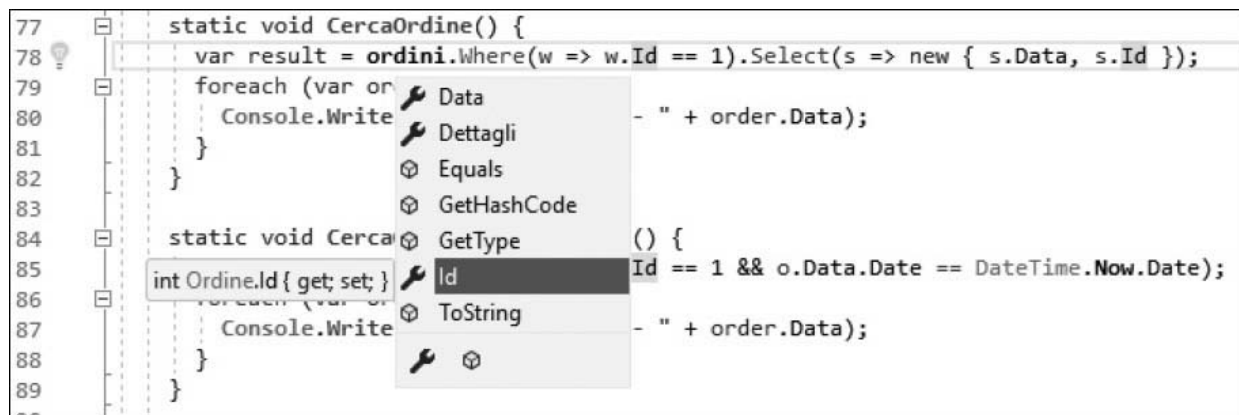 77 static void CercaOrdine() {
78 var result = ordini.Where(w => w.Id == 1).Select(s => new { s.Data, s.Id });
79 foreach (var or
Data
80 Console.Write - " + order.Data);
Dettagli
81 }
Equals
82 }
GetHashCode
83
84 static void Cerca () {
GetType
85 Id == 1 && o.Data.Date == DateTime.Now.Date);
int Ordine.Id { get; set; }
Id
86
ToString
87 Console.Write - " + order.Data);
88 }
89 }